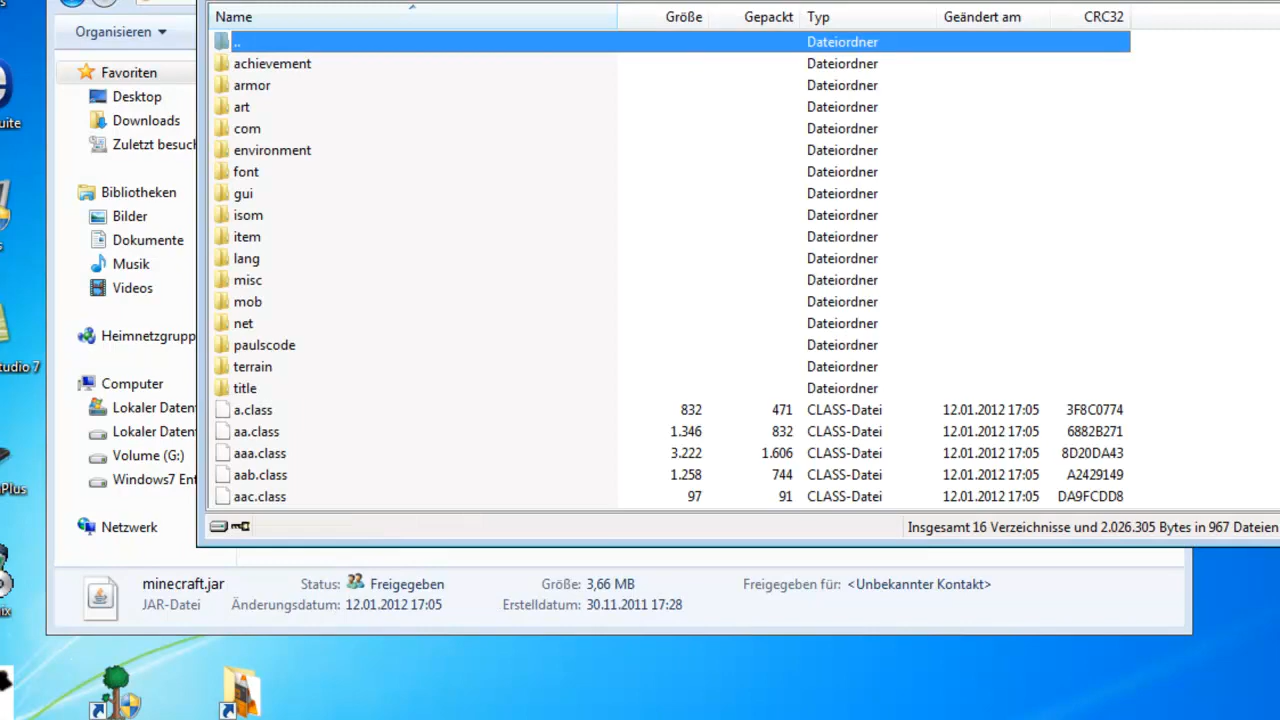 Name Größe Gepackt Typ Geändert am CRC32
Organisieren
.. Dateiordner
achievement Dateiordner
armor Dateiordner
art Dateiordner
com Dateiordner
environment Dateiordner
font Dateiordner
gui Dateiordner
isom Dateiordner
item Dateiordner
lang Dateiordner
misc Dateiordner
mob Dateiordner
net Dateiordner
paulscode Dateiordner
terrain Dateiordner
title Dateiordner
a.class 832 471 CLASS-Datei 12.01.2012 17:05 3F8C0774
aa.class 1.346 832 CLASS-Datei 12.01.2012 17:05 6882B271
aaa.class 3.222 1.606 CLASS-Datei 12.01.2012 17:05 8D20DA43
aab.class 1.258 744 CLASS-Datei 12.01.2012 17:05 A2429149
aac.class 97 91 CLASS-Datei 12.01.2012 17:05 DA9FCDD8
Insgesamt 16 Verzeichnisse und 2.026.305 Bytes in 967 Dateien
Favoriten
Desktop
Downloads
Zuletzt besuch
Bibliotheken
Bilder
Dokumente
Musik
Videos
Heimnetzgrupp
Computer
Lokaler Daten
Lokaler Daten
Volume (G:)
Windows7 Ent
Netzwerk
minecraft.jar Status: Freigegeben Größe: 3,66 MB Freigegeben für: <Unbekannter Kontakt>
JAR-Datei Änderungsdatum: 12.01.2012 17:05 Erstelldatum: 30.11.2011 17:28
uite
s
tudio 7
Plus
ix